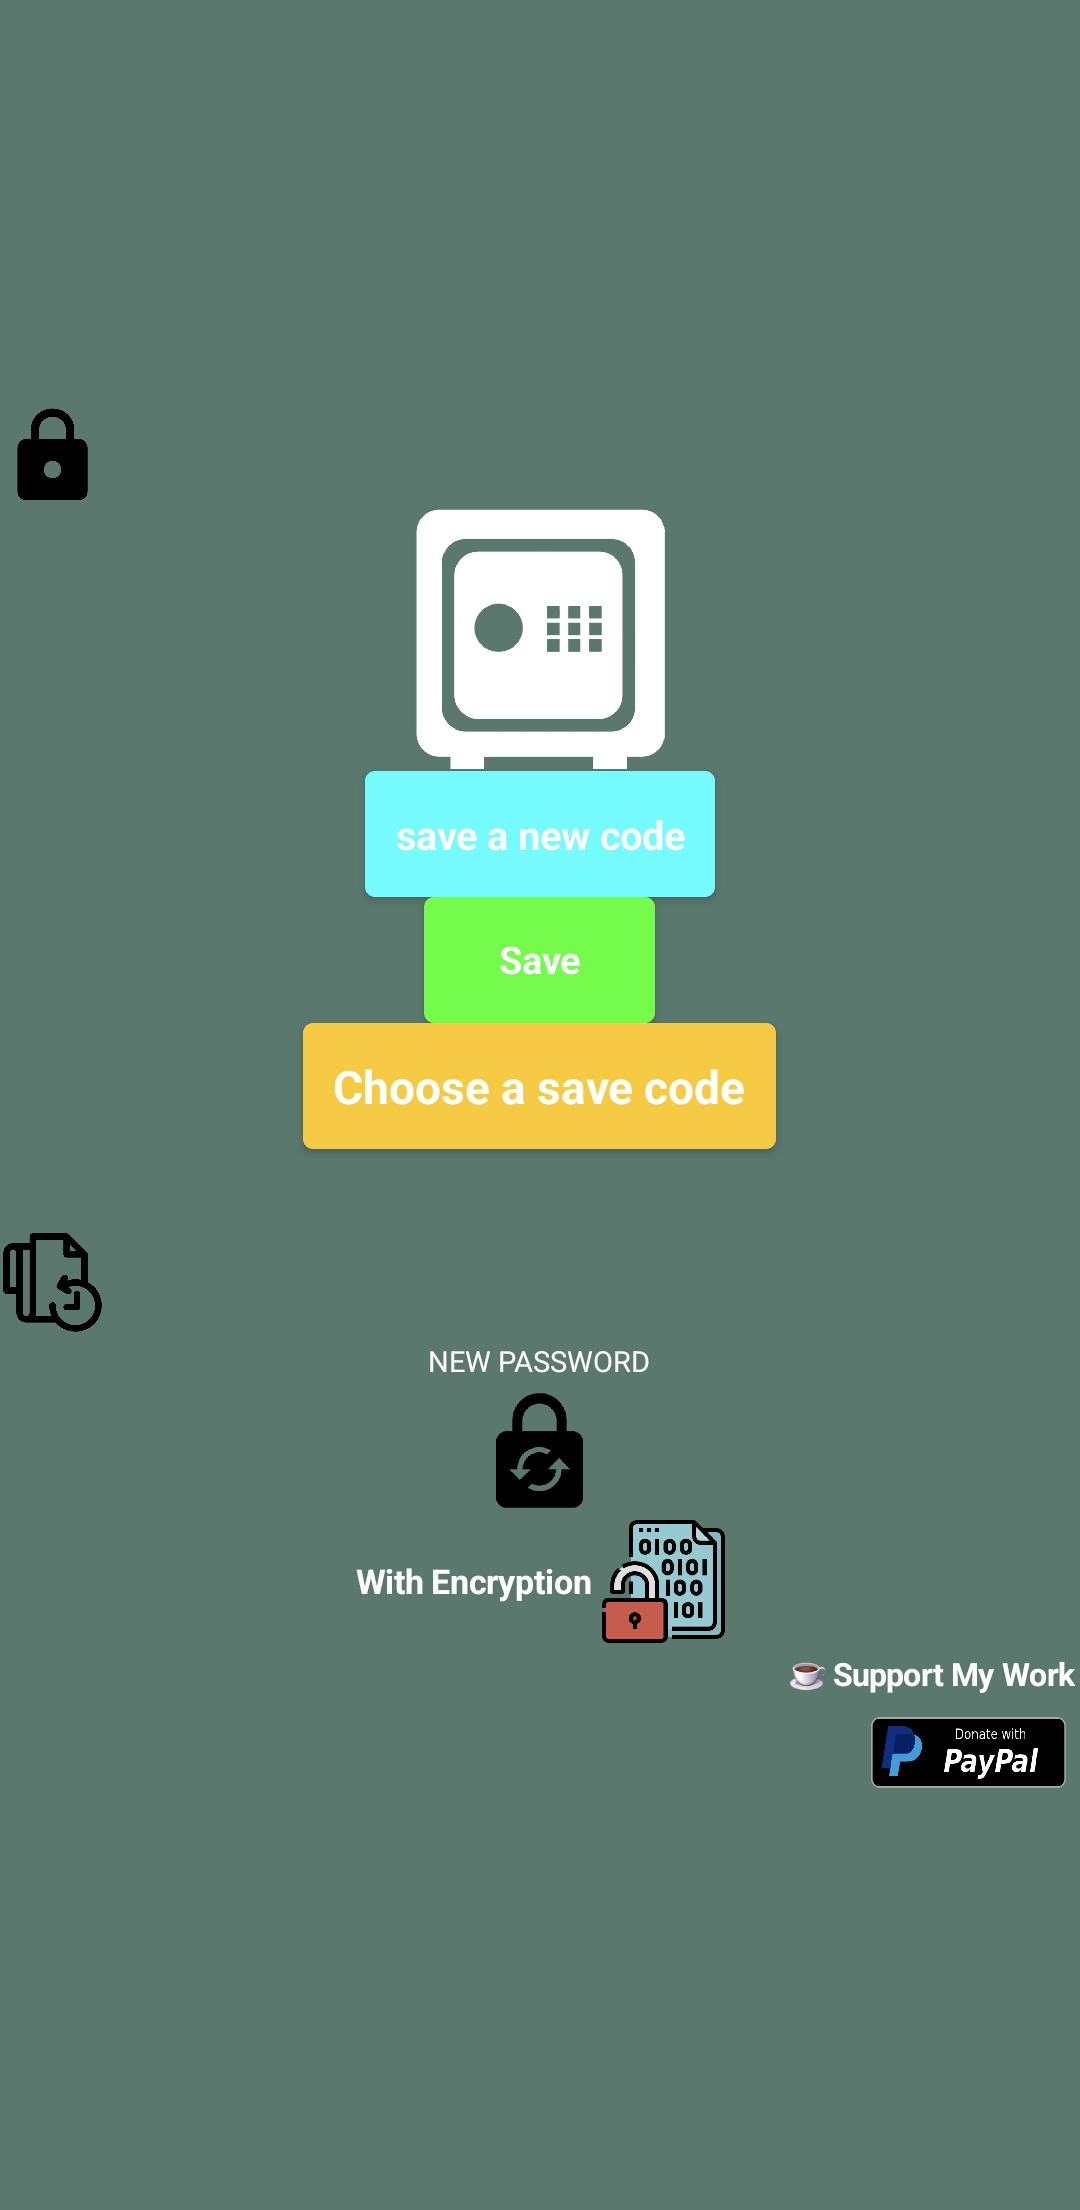 save a new code
Save
Choose a save code
NEW PASSWORD
0100
0101
100
101
With Encryption
☕ Support My Work
Donate with
PayPal